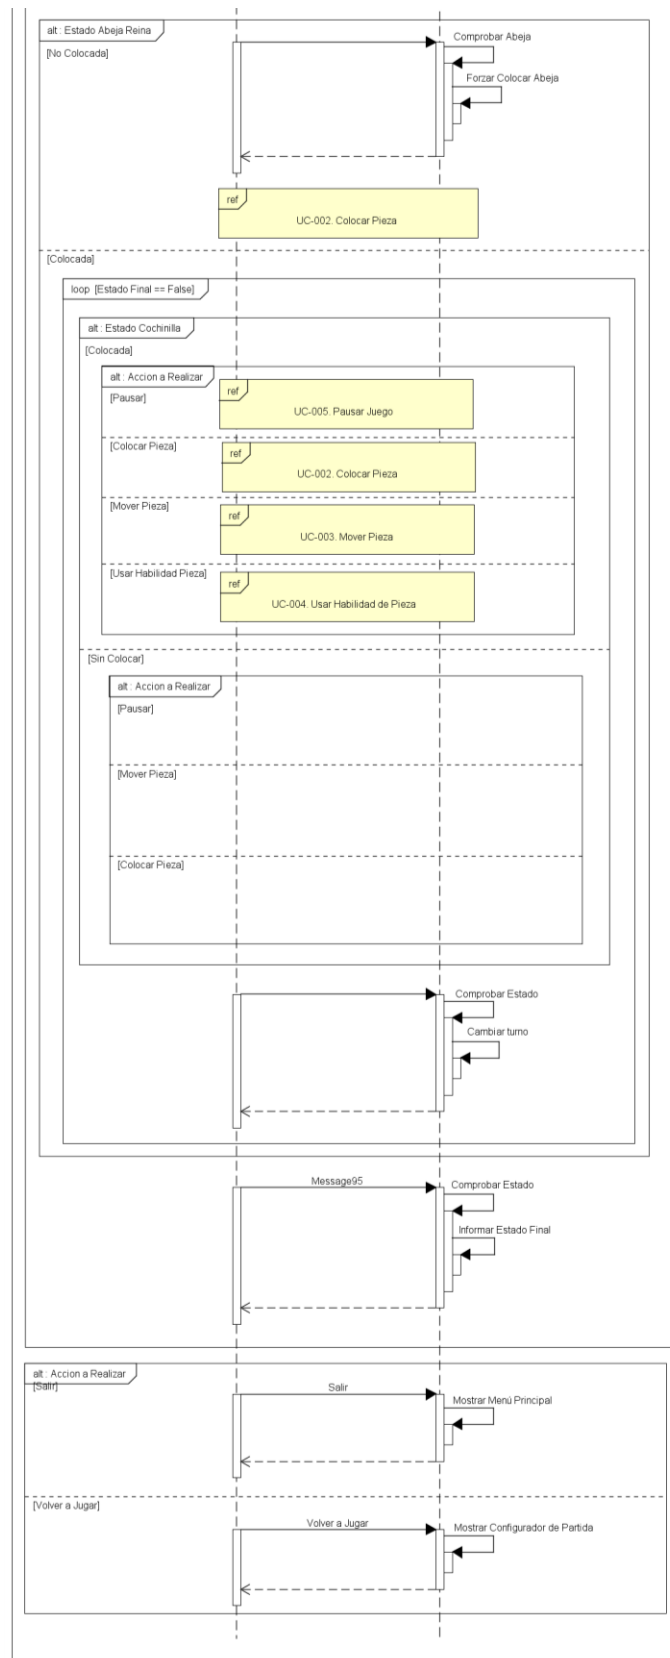 alt : Estado Abeja Reina
[No Colocada]
Comprobar Abeja
Forzar Colocar Abeja
ref
UC-002. Colocar Pieza
[Colocada]
loop [Estado Final == False]
alt : Estado Cochinilla
[Colocada]
alt : Accion a Realizar
[Pausar]
ref
UC-005. Pausar Juego
[Colocar Pieza]
ref
UC-002. Colocar Pieza
[Mover Pieza]
ref
UC-003. Mover Pieza
[Usar Habilidad Pieza]
ref
UC-004. Usar Habilidad de Pieza
[Sin Colocar]
alt : Accion a Realizar
[Pausar]
[Mover Pieza]
[Colocar Pieza]
Comprobar Estado
Cambiar turno
Message95
Comprobar Estado
Informar Estado Final
alt : Accion a Realizar
[Salir]
Salir
Mostrar Menú Principal
[Volver a Jugar]
Volver a Jugar
Mostrar Configurador de Partida